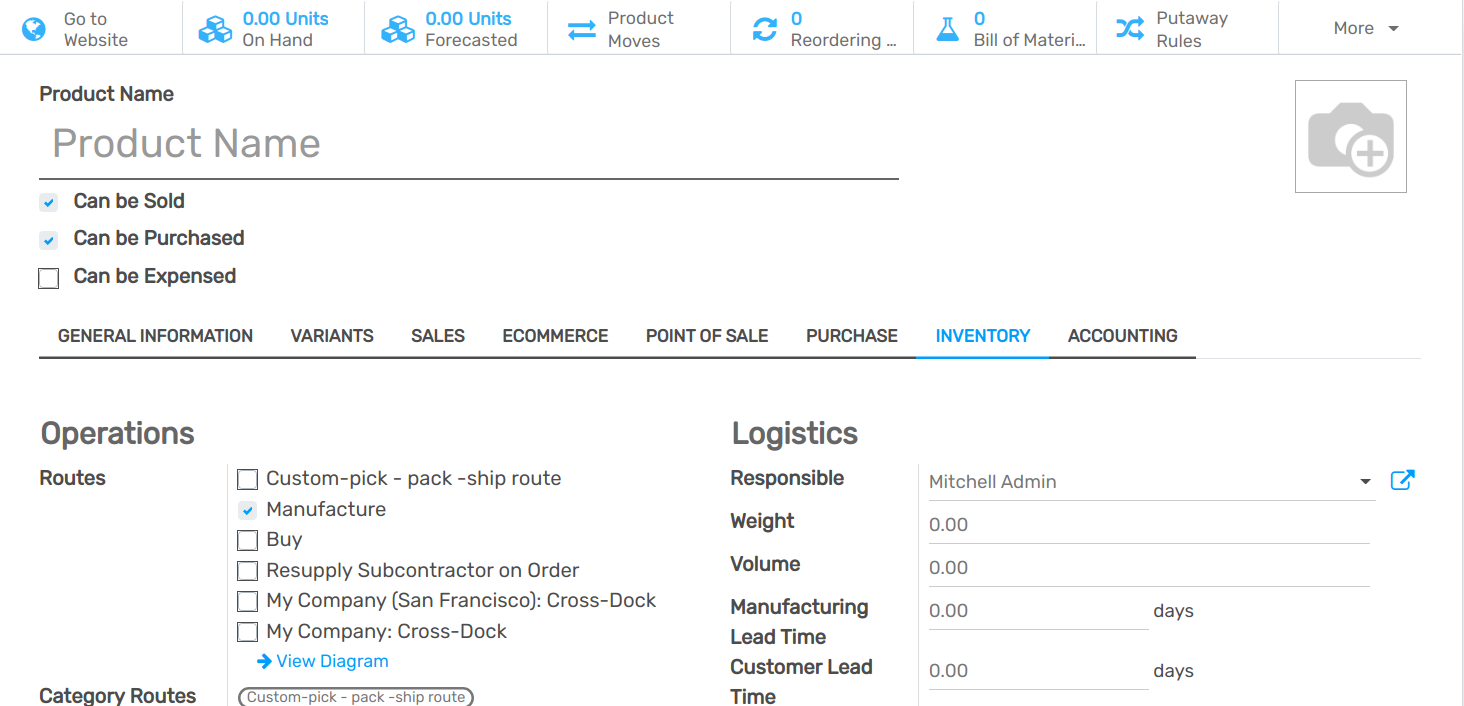 Go to
Website
0.00 Units
On Hand
0.00 Units
Forecasted
Product
Moves
0
Reordering ...
0
Bill of Materi...
Putaway
Rules
More
Product Name
Product Name
Can be Sold
Can be Purchased
Can be Expensed
GENERAL INFORMATION VARIANTS SALES ECOMMERCE POINT OF SALE PURCHASE INVENTORY ACCOUNTING
Operations
Routes
Custom-pick - pack -ship route
Manufacture
Buy
Resupply Subcontractor on Order
My Company (San Francisco): Cross-Dock
My Company: Cross-Dock
View Diagram
Category Routes
Custom-pick - pack -ship route
Logistics
Responsible
Mitchell Admin
Weight
0.00
Volume
0.00
Manufacturing
Lead Time
0.00 days
Customer Lead
Time
0.00 days